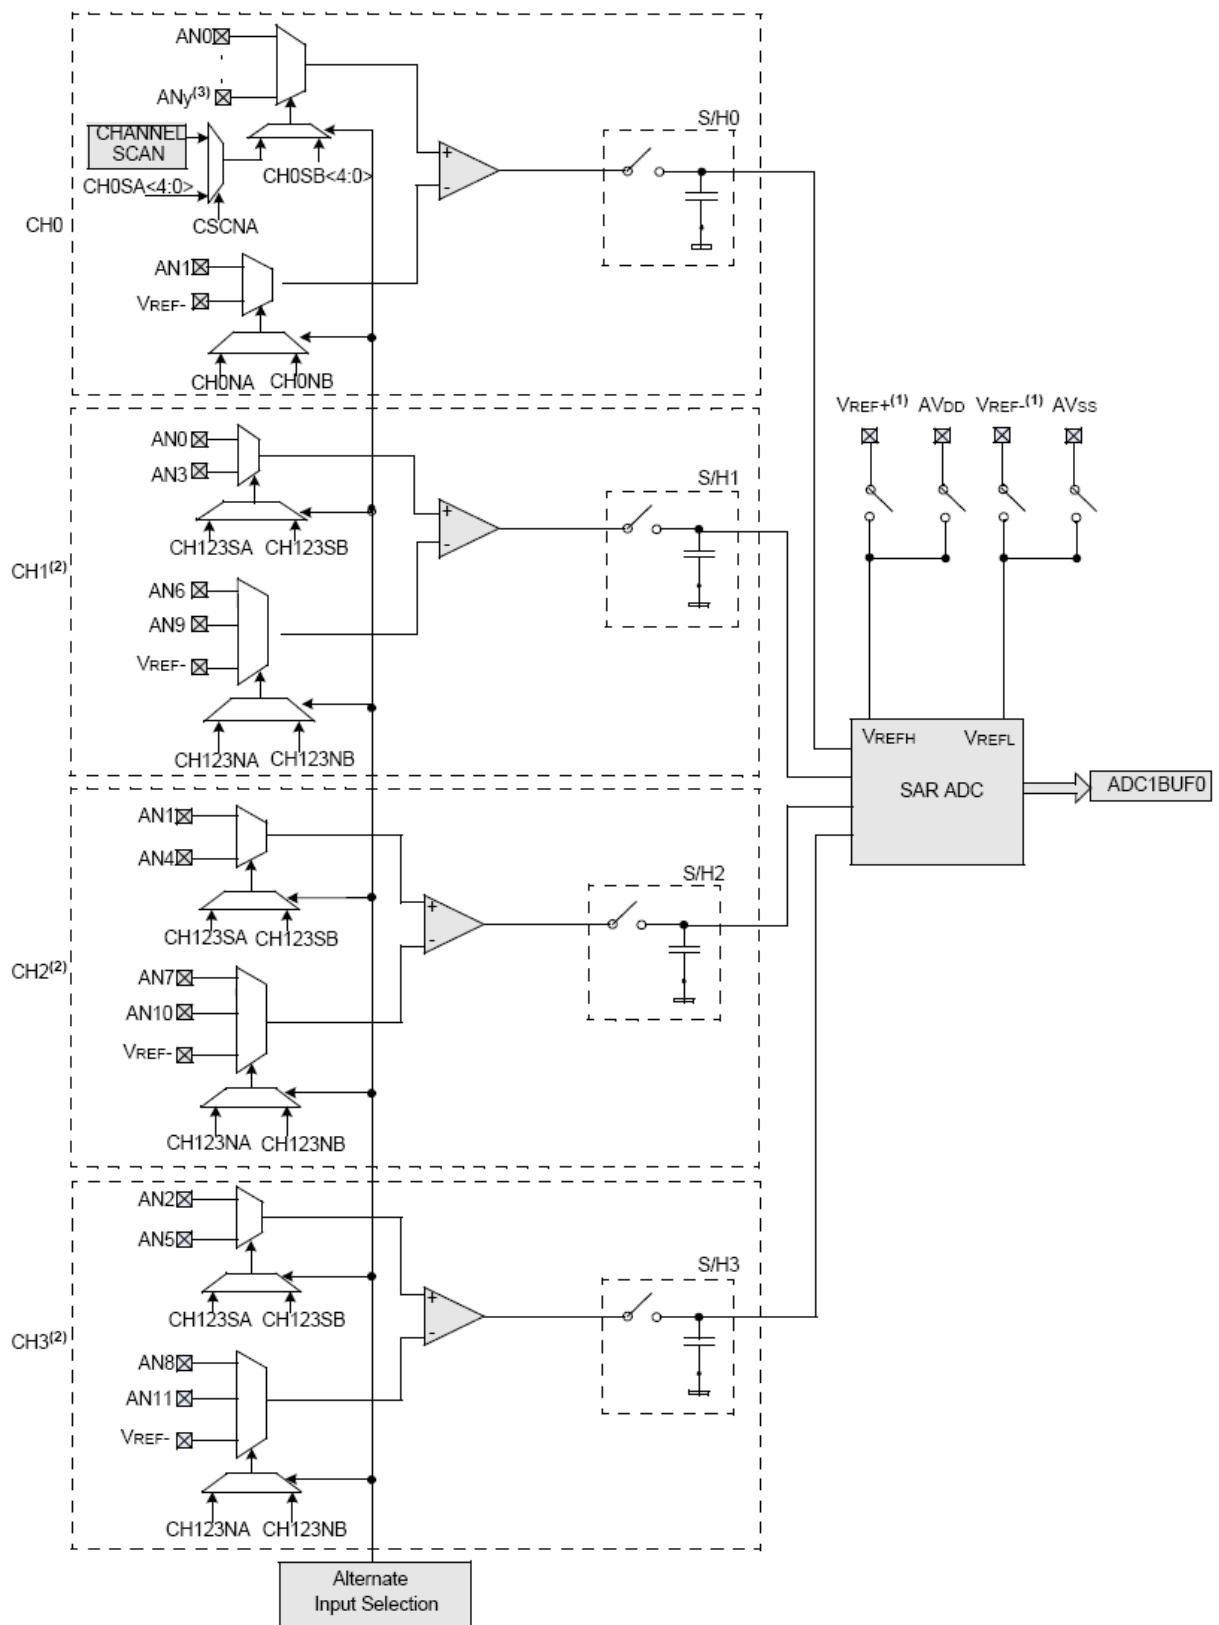 AN0
ANy(3)
CHANNEL
SCAN
CH0SA<4:0>
CH0SB<4:0>
CSCNA
S/H0
+
-
CH0
AN1
VREF-
CH0NA CH0NB
VREF+(1) AVDD VREF-(1) AVSS
AN0
AN3
S/H1
+
-
CH123SA CH123SB
CH1(2)
AN6
AN9
VREF-
CH123NA CH123NB
VREFH VREFL
SAR ADC
ADC1BUF0
AN1
AN4
S/H2
+
-
CH123SA CH123SB
CH2(2)
AN7
AN10
VREF-
CH123NA CH123NB
AN2
AN5
S/H3
+
-
CH123SA CH123SB
CH3(2)
AN8
AN11
VREF-
CH123NA CH123NB
Alternate
Input Selection